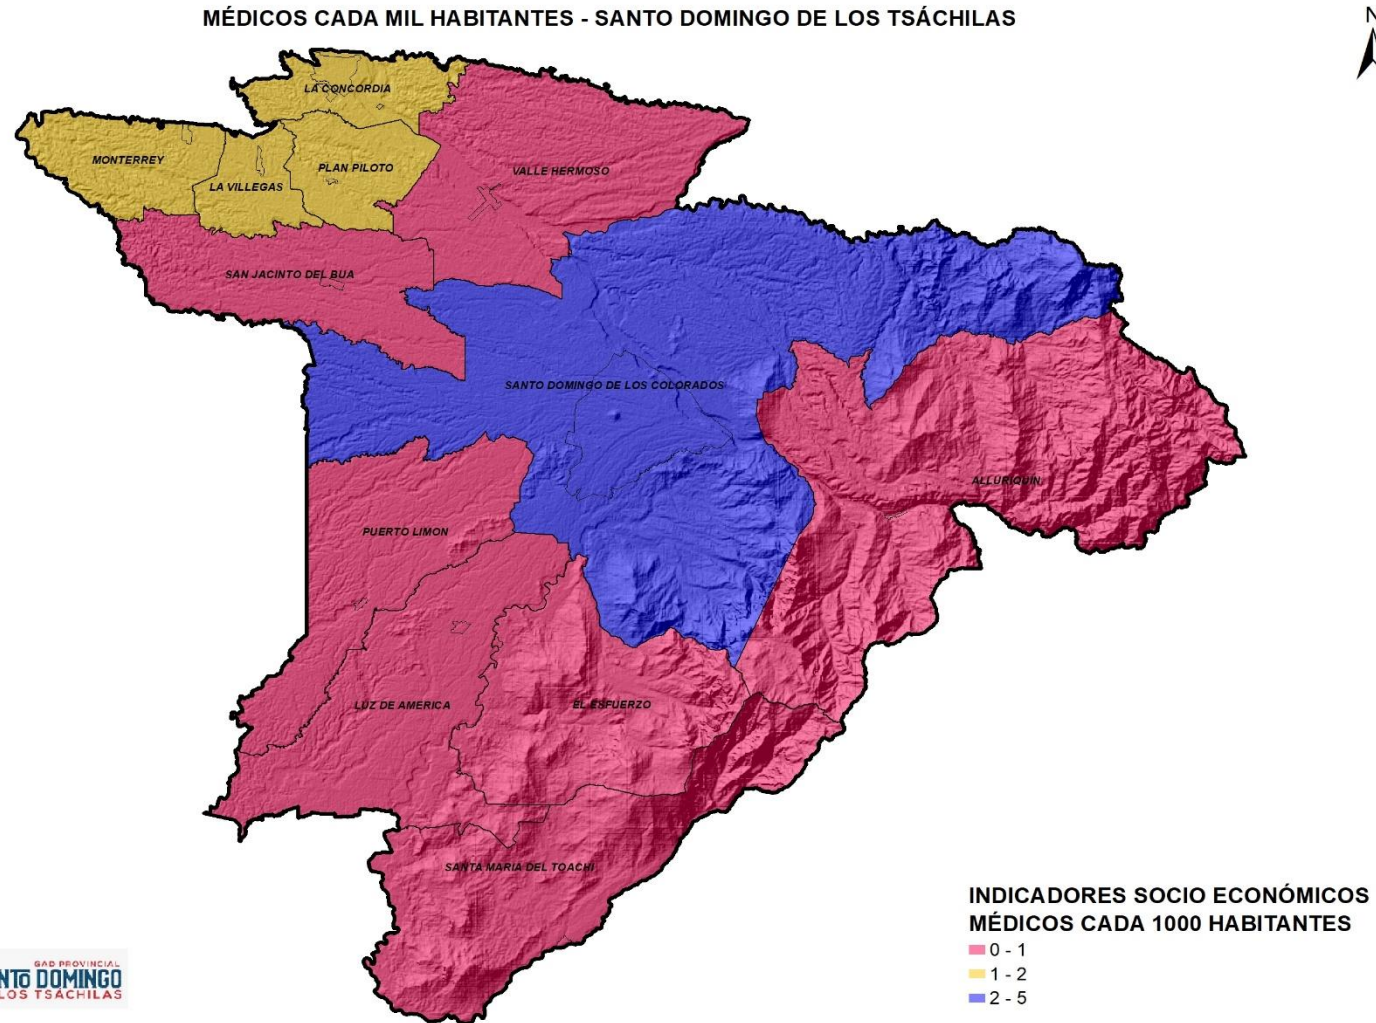 MÉDICOS CADA MIL HABITANTES - SANTO DOMINGO DE LOS TSÁCHILAS
N
LA CONCORDIA
MONTERREY
PLAN PILOTO
LA VILLEGAS
VALLE HERMOSO
SAN JACINTO DEL BUA
SANTO DOMINGO DE LOS COLORADOS
ALLURIQUIN
PUERTO LIMON
LUZ DE AMERICA
EL ESFUERZO
SANTA MARIA DEL TOACHI
INDICADORES SOCIO ECONÓMICOS
MÉDICOS CADA 1000 HABITANTES
0 - 1
1 - 2
2 - 5
GAD PROVINCIAL
NTO DOMINGO
LOS TSÁCHILAS